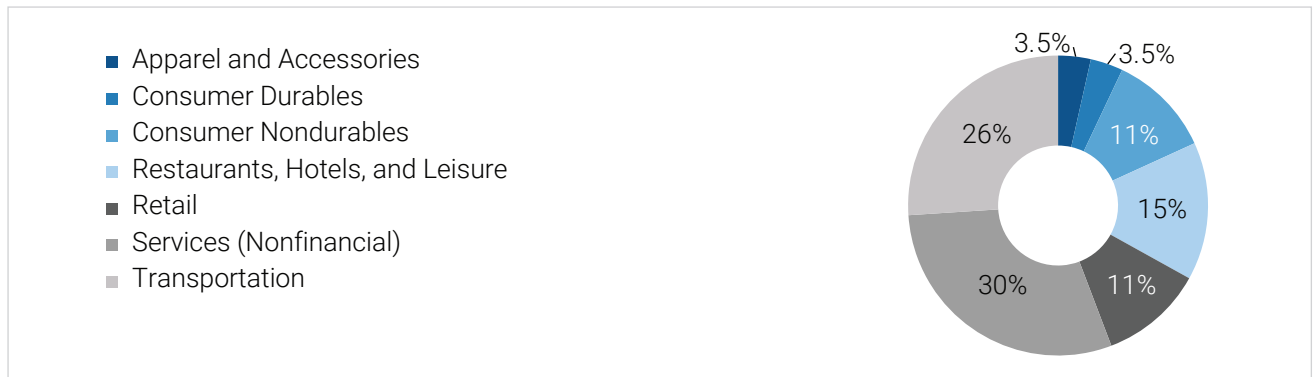 Apparel and Accessories
Consumer Durables
Consumer Nondurables
Restaurants, Hotels, and Leisure
Retail
Services (Nonfinancial)
Transportation
3.5%
3.5%
11%
15%
11%
30%
26%